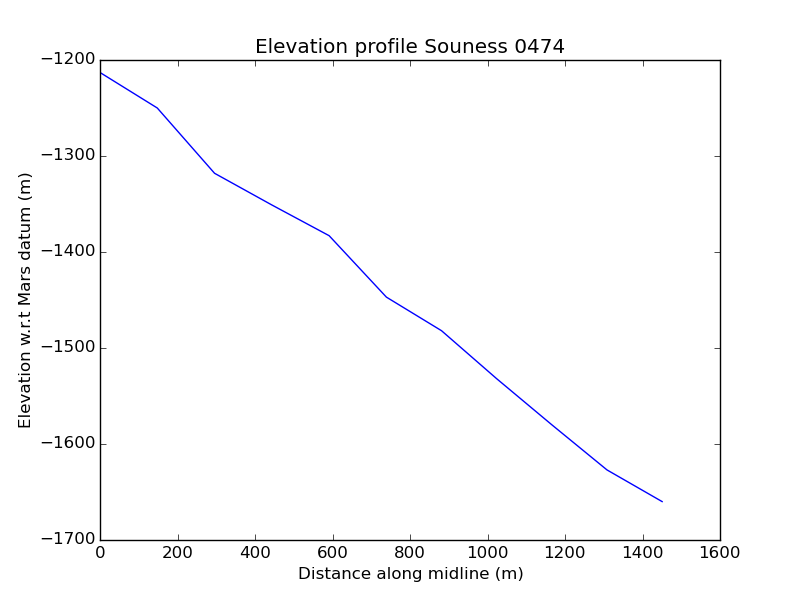 Elevation profile Souness 0474
−1200
−1300
−1400
−1500
−1600
−1700
Elevation w.r.t Mars datum (m)
0 200 400 600 800 1000 1200 1400 1600
Distance along midline (m)